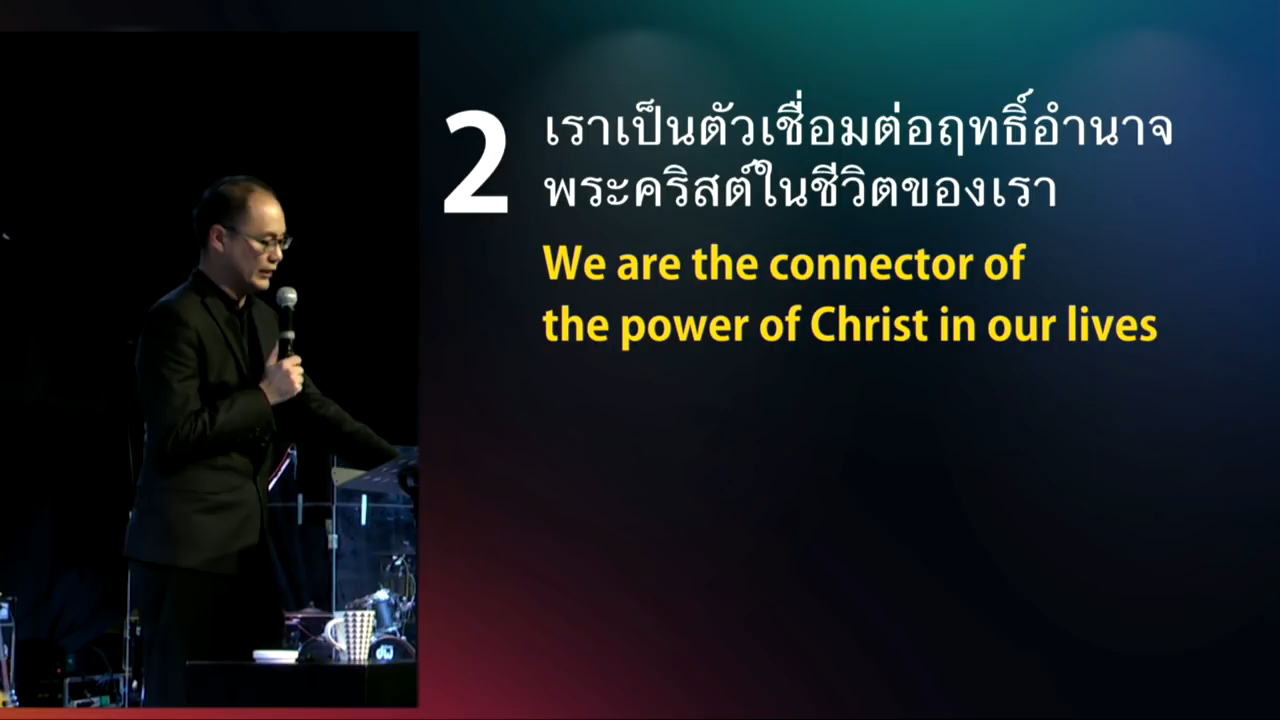 2
เราเป็นตัวเชื่อมต่อฤทธิ์อำนาจ
พระคริสต์ในชีวิตของเรา
We are the connector of
the power of Christ in our lives
dw